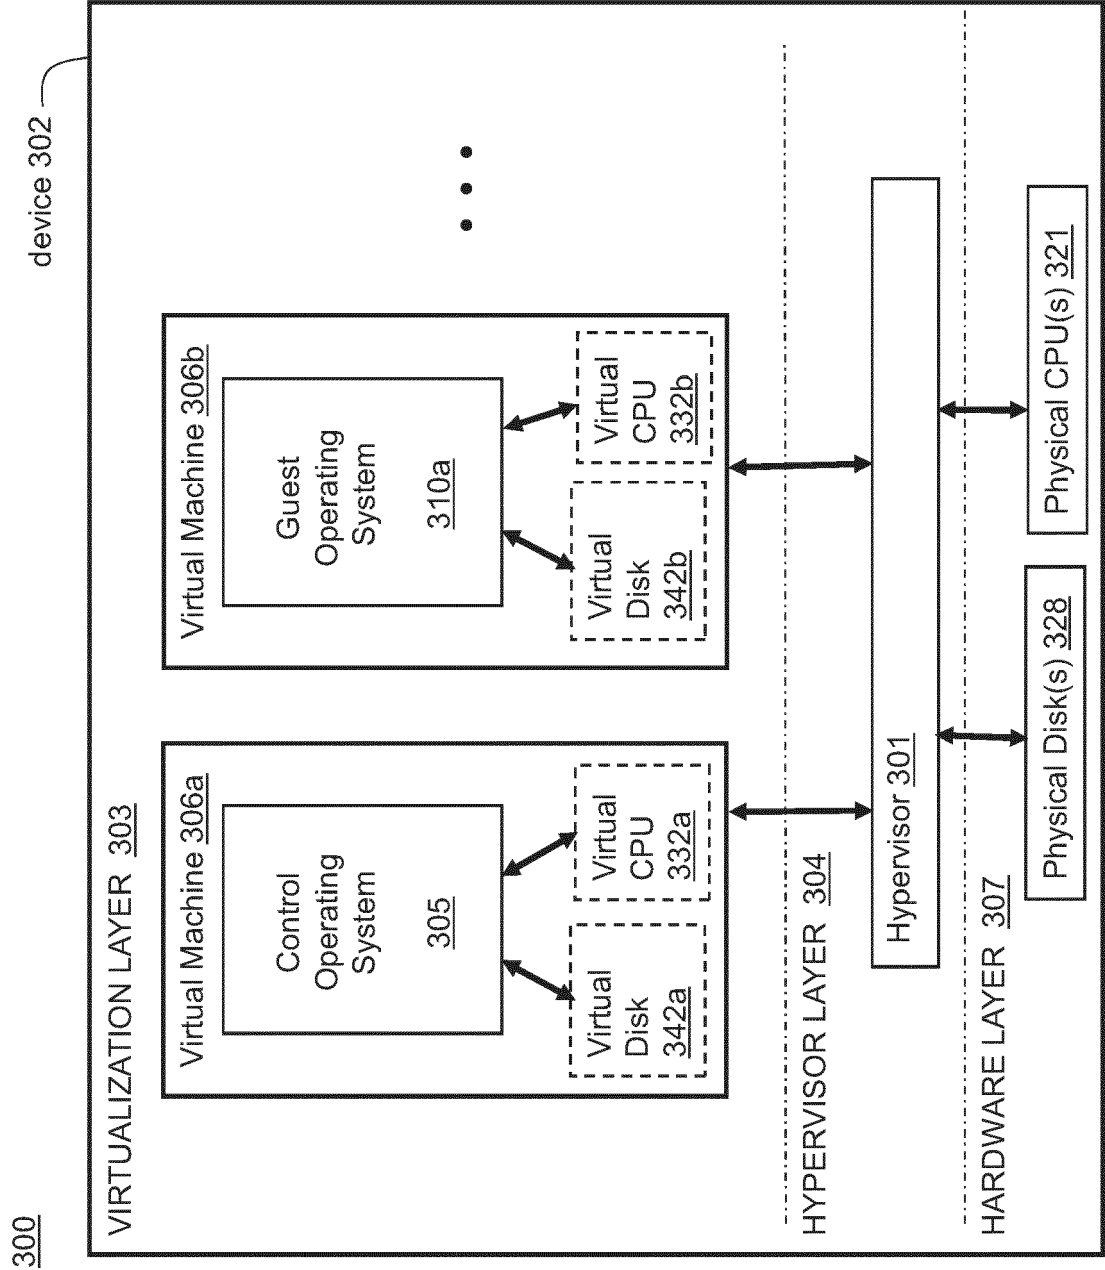 300
device 302
VIRTUALIZATION LAYER 303
Virtual Machine 306a
Control
Operating
System
305
Virtual
Disk
342a
Virtual
CPU
332a
Virtual Machine 306b
Guest
Operating
System
310a
Virtual
Disk
342b
Virtual
CPU
332b
HYPERVISOR LAYER 304
Hypervisor 301
HARDWARE LAYER 307
Physical Disk(s) 328
Physical CPU(s) 321